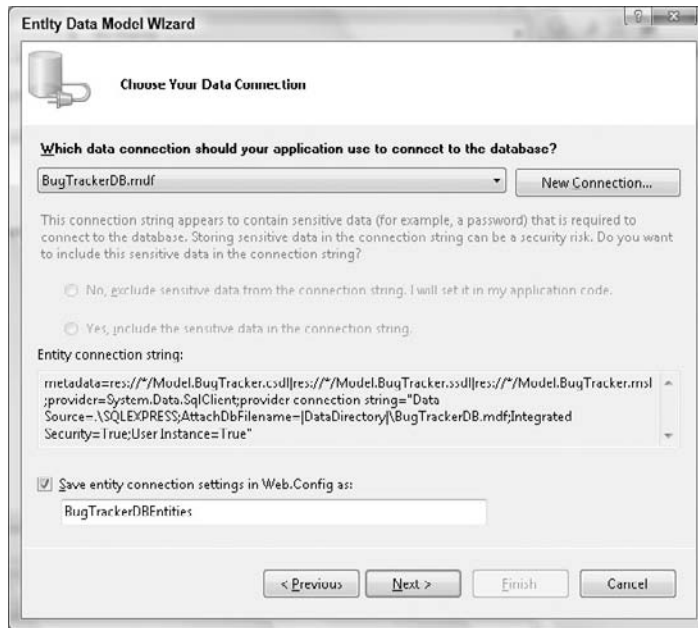 Entity Data Model Wizard
Choose Your Data Connection
Which data connection should your application use to connect to the database?
BugTrackerDB.mdf
New Connection...
This connection string appears to contain sensitive data (for example, a password) that is required to
connect to the database. Storing sensitive data in the connection string can be a security risk. Do you want
to include this sensitive data in the connection string?
No, exclude sensitive data from the connection string. I will set it in my application code.
Yes, include the sensitive data in the connection string.
Entity connection string:
metadata=res://*/Model.BugTracker.csdl|res://*/Model.BugTracker.ssdl|res://*/Model.BugTracker.msl
;provider=System.Data.SqlClient;provider connection string="Data
Source=.\SQLEXPRESS;AttachDbFilename=|DataDirectory|\BugTrackerDB.mdf;Integrated
Security=True;User Instance=True"
Save entity connection settings in Web.Config as:
BugTrackerDBEntities
< Previous
Next >
Finish
Cancel